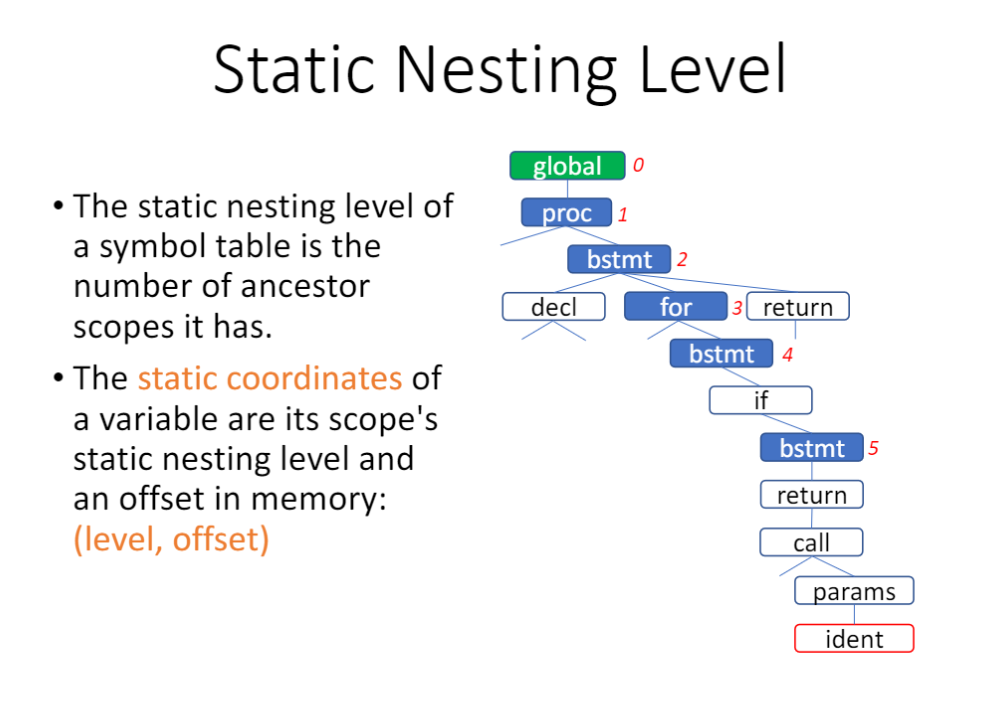 Static Nesting Level
• The static nesting level of
a symbol table is the
number of ancestor
scopes it has.
• The static coordinates of
a variable are its scope's
static nesting level and
an offset in memory:
(level, offset)
global 0
proc 1
bstmt 2
decl for 3 return
bstmt 4
if
bstmt 5
return
call
params
ident